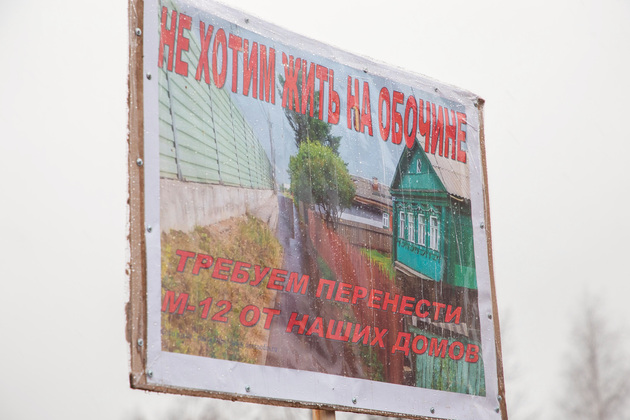 НЕ ХОТИМ ЖИТЬ НА ОБОЧИНЕ
ТРЕБУЕМ ПЕРЕНЕСТИ
М-12 ОТ НАШИХ ДОМОВ